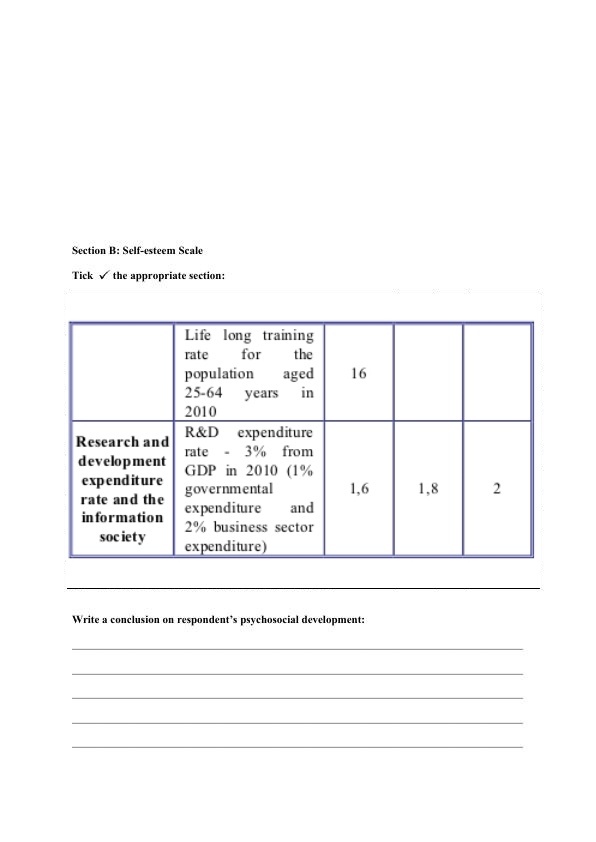 Section B: Self-esteem Scale
Tick ✓ the appropriate section:
Life long training
rate for the
population aged
25-64 years in
2010
16
Research and
development
expenditure
rate and the
information
society
R&D expenditure
rate - 3% from
GDP in 2010 (1%
governmental
expenditure and
2% business sector
expenditure)
1,6
1,8
2
Write a conclusion on respondent's psychosocial development: